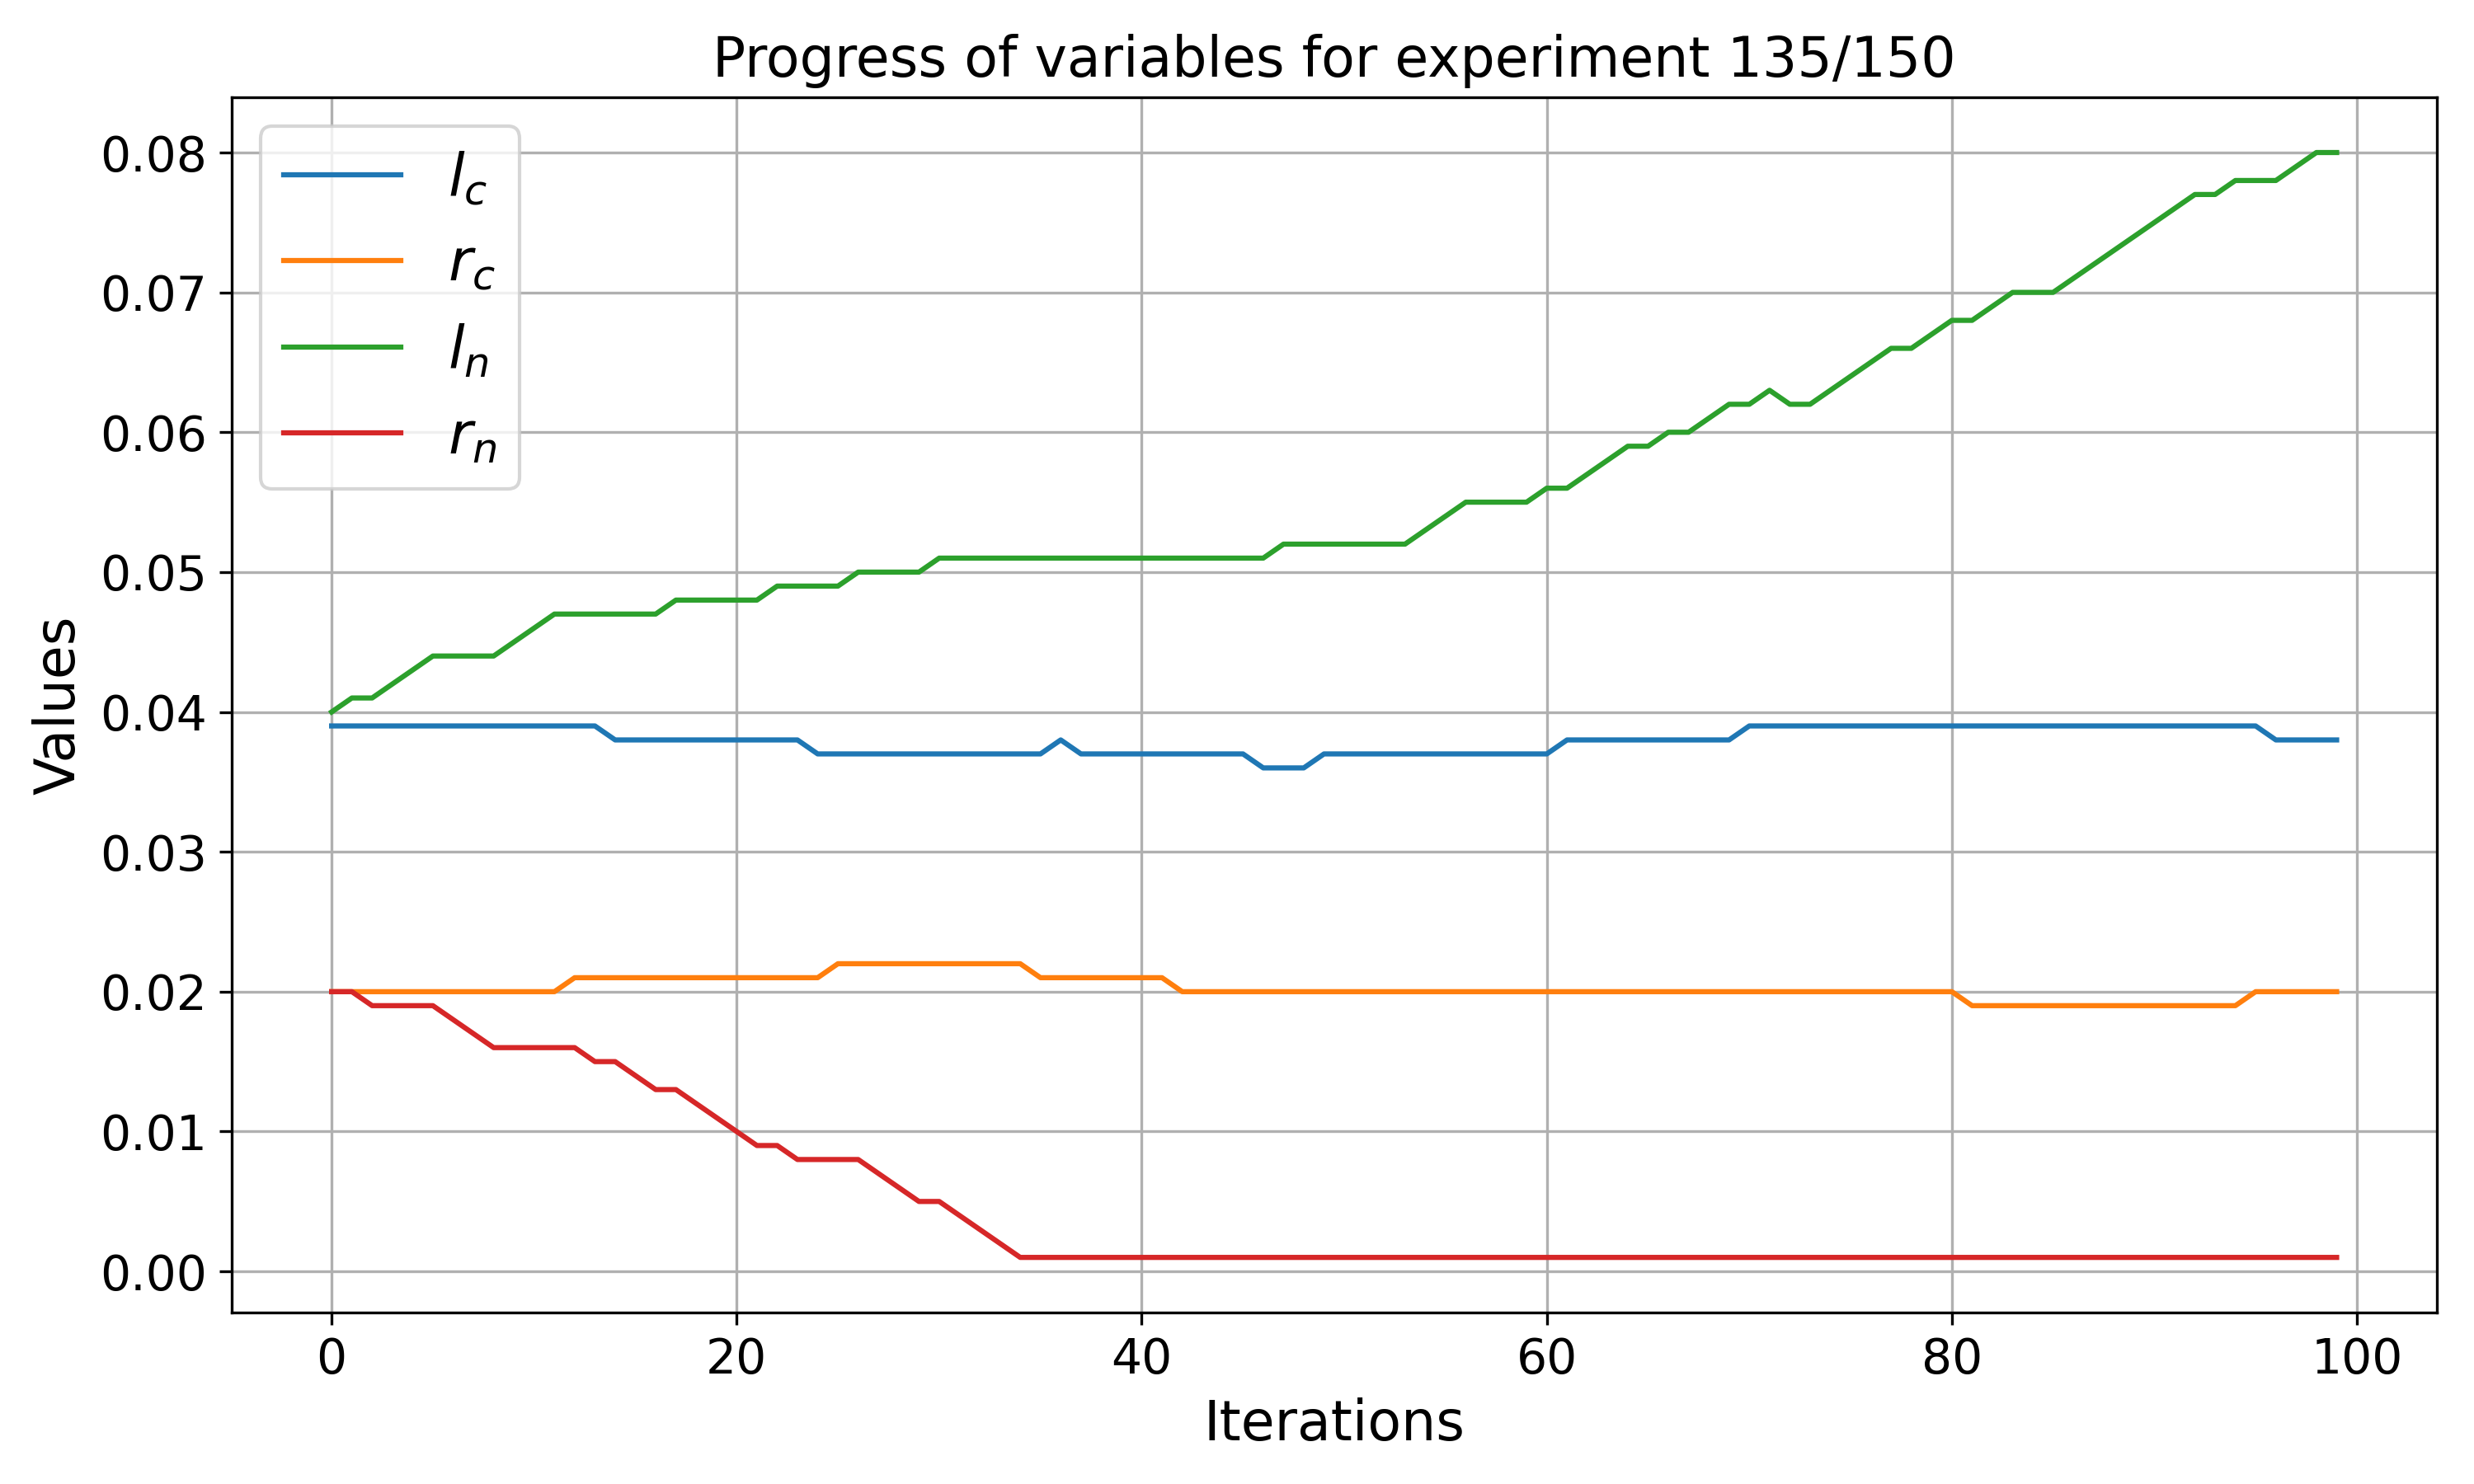 Progress of variables for experiment 135/150
l_c
r_c
l_n
r_n
Values
0.08
0.07
0.06
0.05
0.04
0.03
0.02
0.01
0.00
0 20 40 60 80 100
Iterations